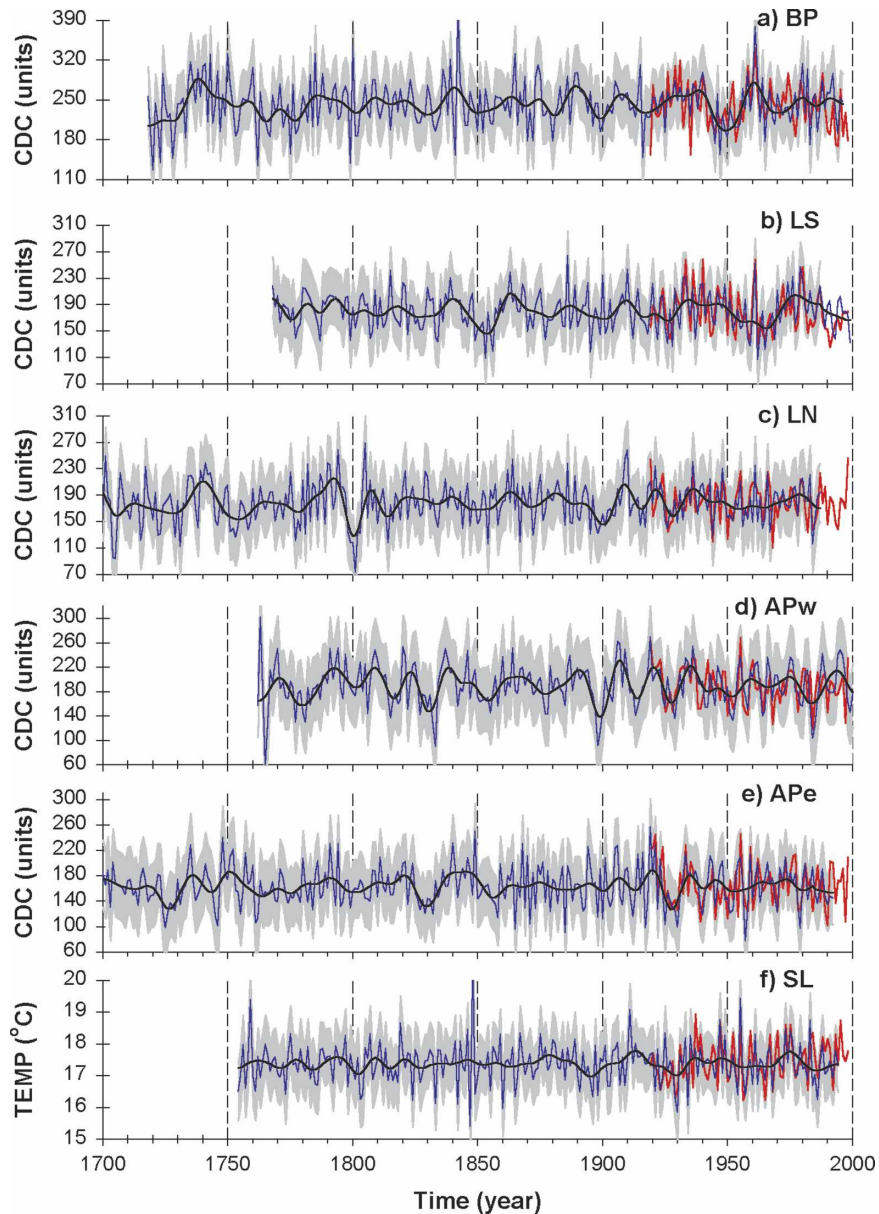 a) BP
CDC (units)
390
320
250
180
110
b) LS
CDC (units)
310
270
230
190
150
110
70
c) LN
CDC (units)
310
270
230
190
150
110
70
d) APw
CDC (units)
300
260
220
180
140
100
60
e) APe
CDC (units)
300
260
220
180
140
100
60
f) SL
TEMP (°C)
20
19
18
17
16
15
1700 1750 1800 1850 1900 1950 2000
Time (year)